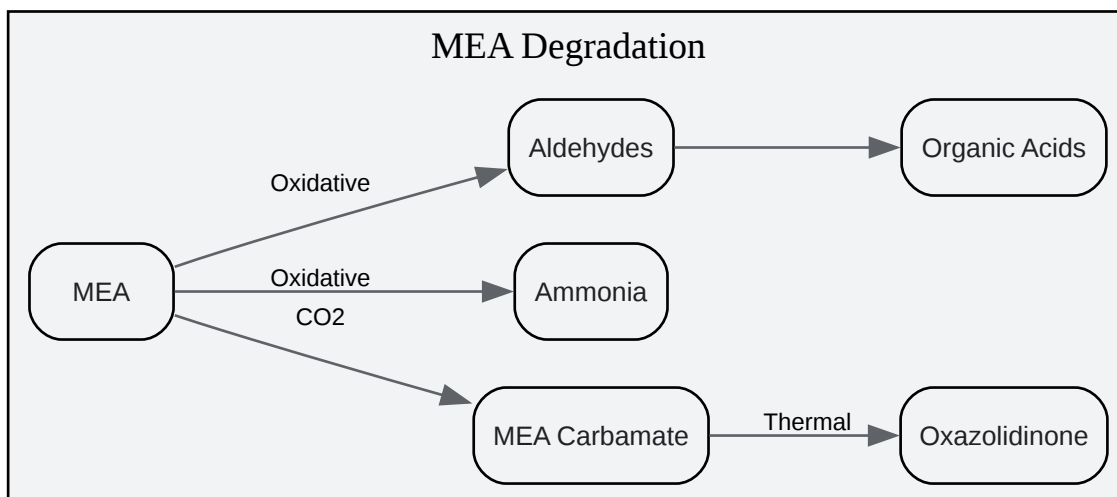 MEA Degradation
Aldehydes
Organic Acids
Oxidative
MEA
Oxidative
Ammonia
CO2
MEA Carbamate
Thermal
Oxazolidinone